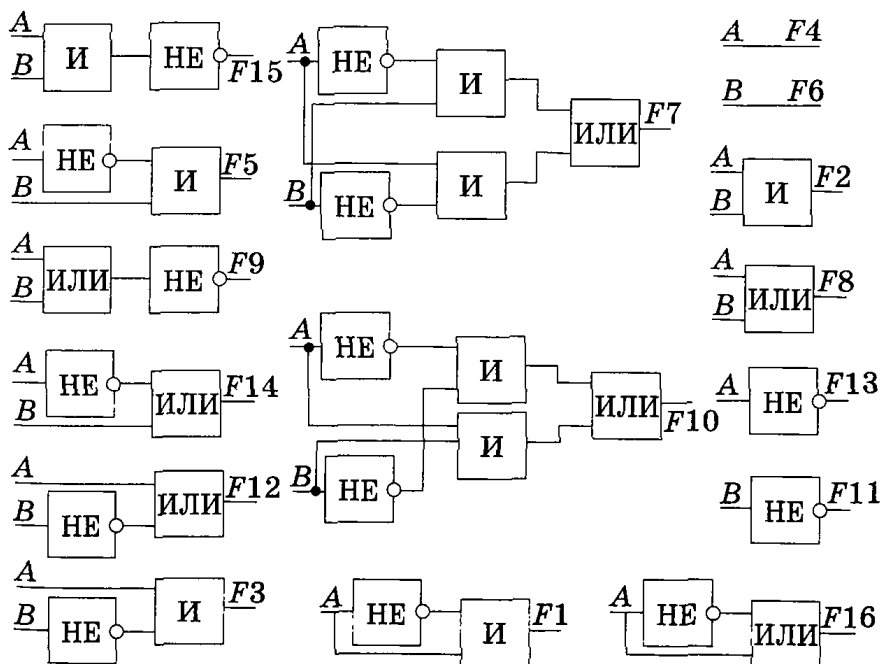 A
B
И
НЕ
F15
A
НЕ
B
И
F5
A
B
ИЛИ
НЕ
F9
A
НЕ
B
ИЛИ
F14
A
B
НЕ
ИЛИ
F12
A
B
НЕ
И
F3
A
НЕ
И
B
НЕ
И
ИЛИ
F7
A
НЕ
И
B
НЕ
И
ИЛИ
F10
A
НЕ
И
F1
A F4
B F6
A
B
И
F2
A
B
ИЛИ
F8
A
НЕ
F13
B
НЕ
F11
A
НЕ
ИЛИ
F16